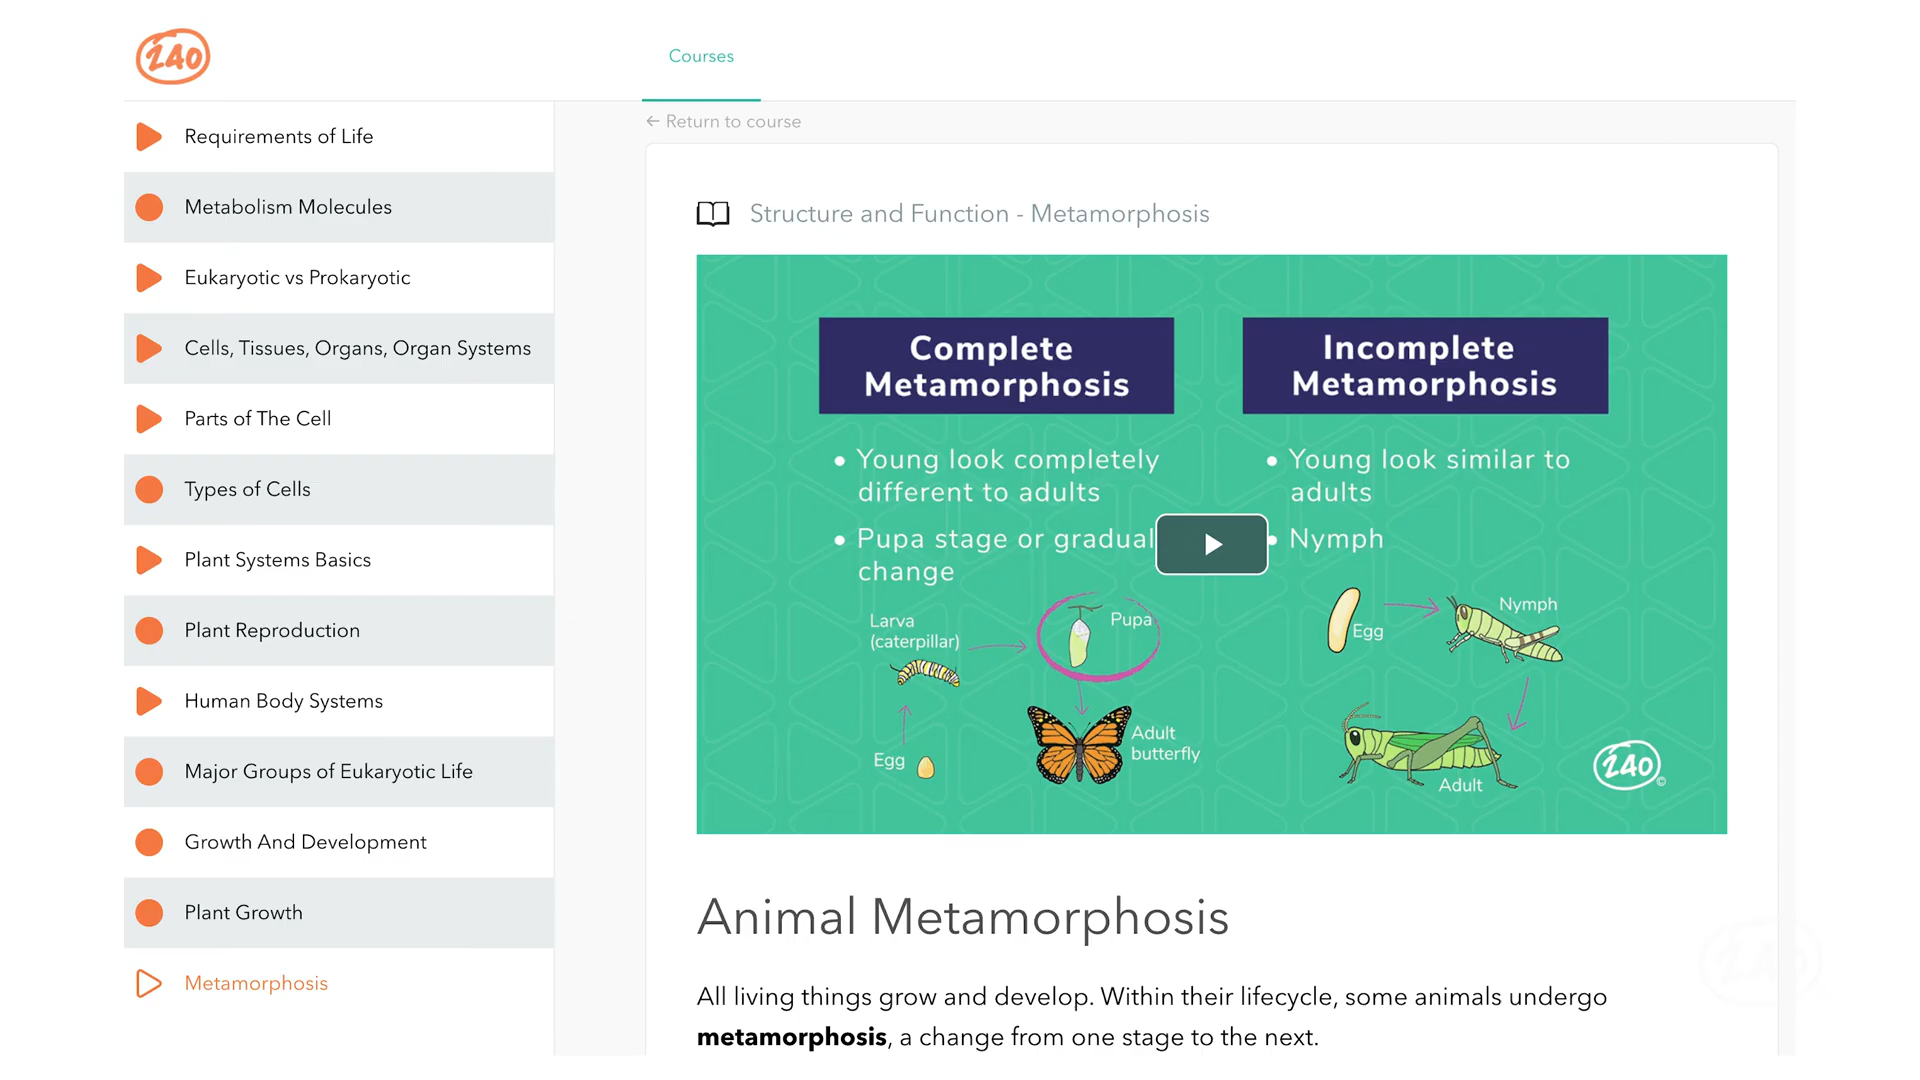 240
Courses
Requirements of Life
Metabolism Molecules
Eukaryotic vs Prokaryotic
Cells, Tissues, Organs, Organ Systems
Parts of The Cell
Types of Cells
Plant Systems Basics
Plant Reproduction
Human Body Systems
Major Groups of Eukaryotic Life
Growth And Development
Plant Growth
Metamorphosis
← Return to course
Structure and Function - Metamorphosis
Complete
Metamorphosis
• Young look completely
different to adults
• Pupa stage or gradual
change
Larva
(caterpillar)
Pupa
Egg
Adult
butterfly
Incomplete
Metamorphosis
• Young look similar to
adults
• Nymph
Egg
Nymph
Adult
240©
Animal Metamorphosis
All living things grow and develop. Within their lifecycle, some animals undergo
metamorphosis, a change from one stage to the next.
240